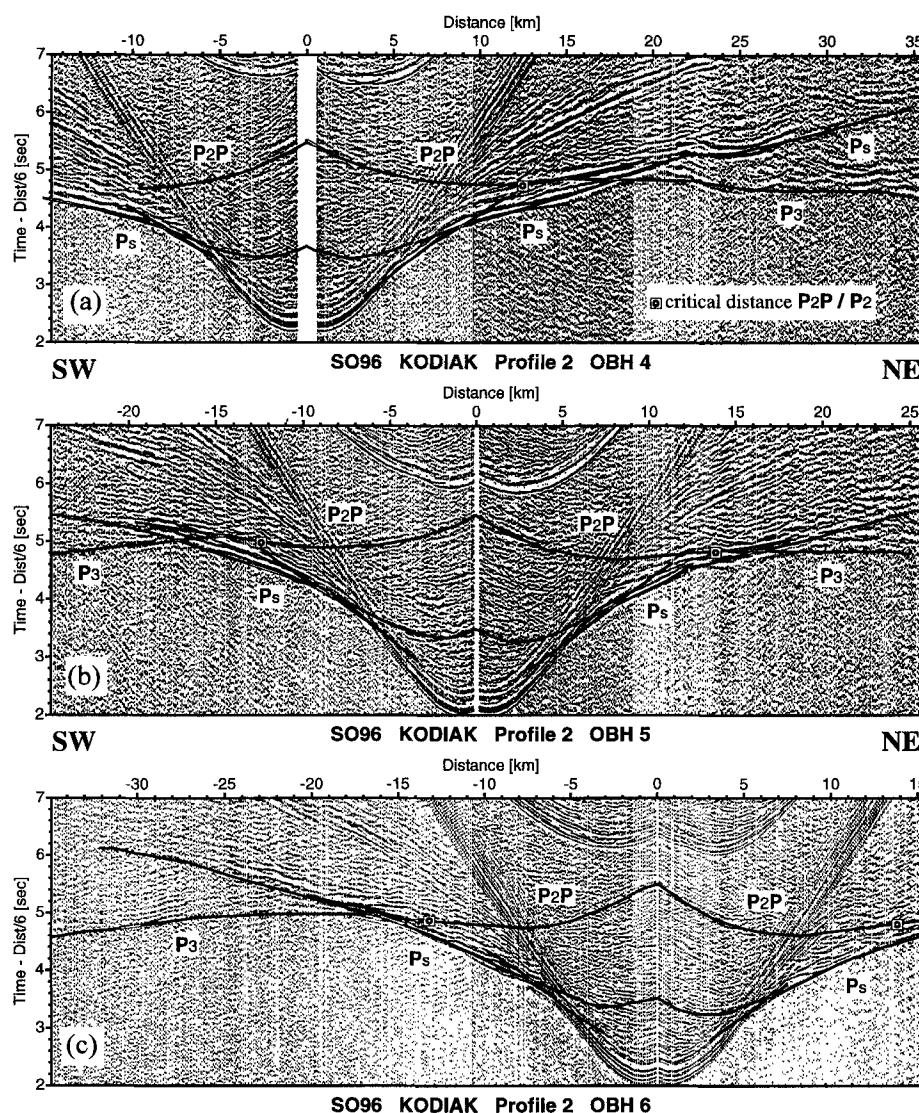 Distance [km]
-10 -5 0 5 10 15 20 25 30 35
7
6
5
4
3
2
Time - Dist/6 [sec]
P2P P2P
Ps
Ps Ps
P3
(a)
critical distance P2P / P2
SW SO96 KODIAK Profile 2 OBH 4 NE
Distance [km]
-20 -15 -10 -5 0 5 10 15 20 25
7
6
5
4
3
2
Time - Dist/6 [sec]
P2P P2P
P3 P3
Ps Ps
(b)
SW SO96 KODIAK Profile 2 OBH 5 NE
Distance [km]
-30 -25 -20 -15 -10 -5 0 5 10 15
7
6
5
4
3
2
Time - Dist/6 [sec]
P2P P2P
P3
Ps
Ps
(c)
SO96 KODIAK Profile 2 OBH 6